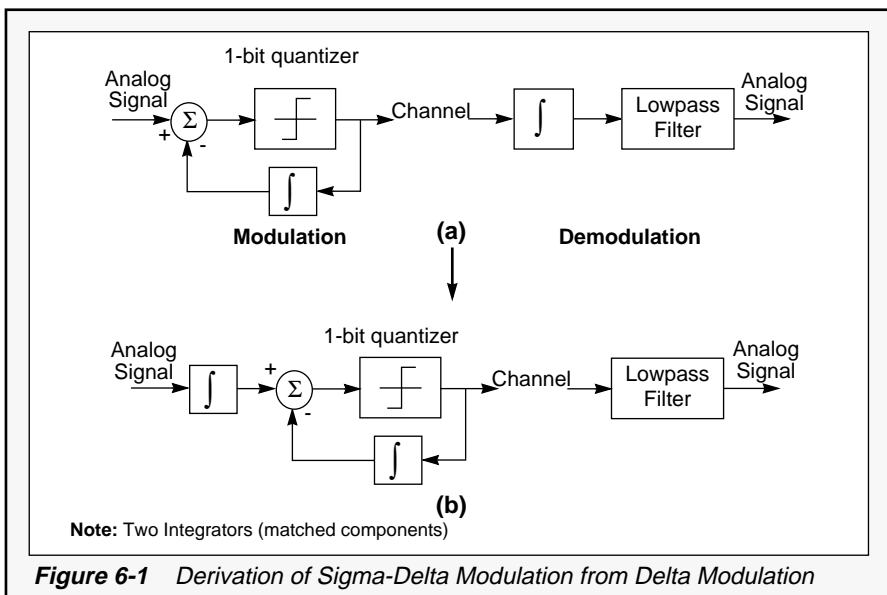 1-bit quantizer
Analog
Signal
+
-
Σ
∫
Channel
∫
Lowpass
Filter
Analog
Signal
Modulation
(a)
Demodulation
1-bit quantizer
Analog
Signal
∫
+
-
Σ
∫
Channel
Lowpass
Filter
Analog
Signal
(b)
Note: Two Integrators (matched components)
Figure 6-1 Derivation of Sigma-Delta Modulation from Delta Modulation